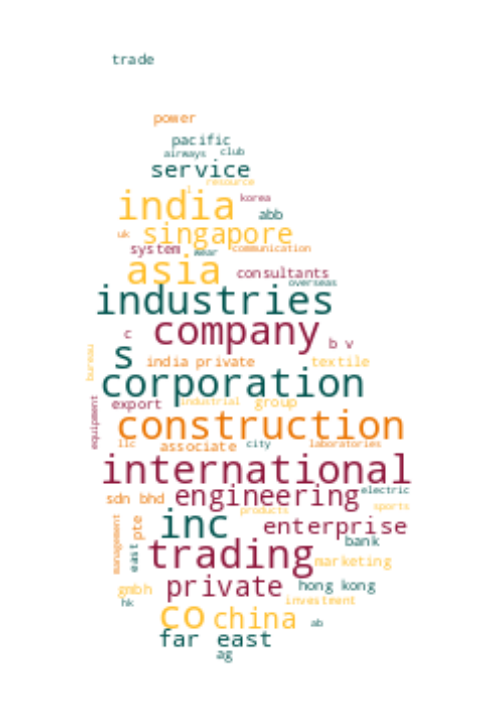 trade
power
pacific
airways club
service
resource
l
india korea
abb
uk singapore
system wear communication
asia consultants
overseas
industries
c company b v
s
bureau
india private textile
corporation
equipment
export industrial group
construction
llc associate city laboratories
international
sdn bhd engineering electric
products sports
management
pte inc enterprise
east
trading bank
marketing
gmbh private hong kong
hk investment
co china ab
far east
ag